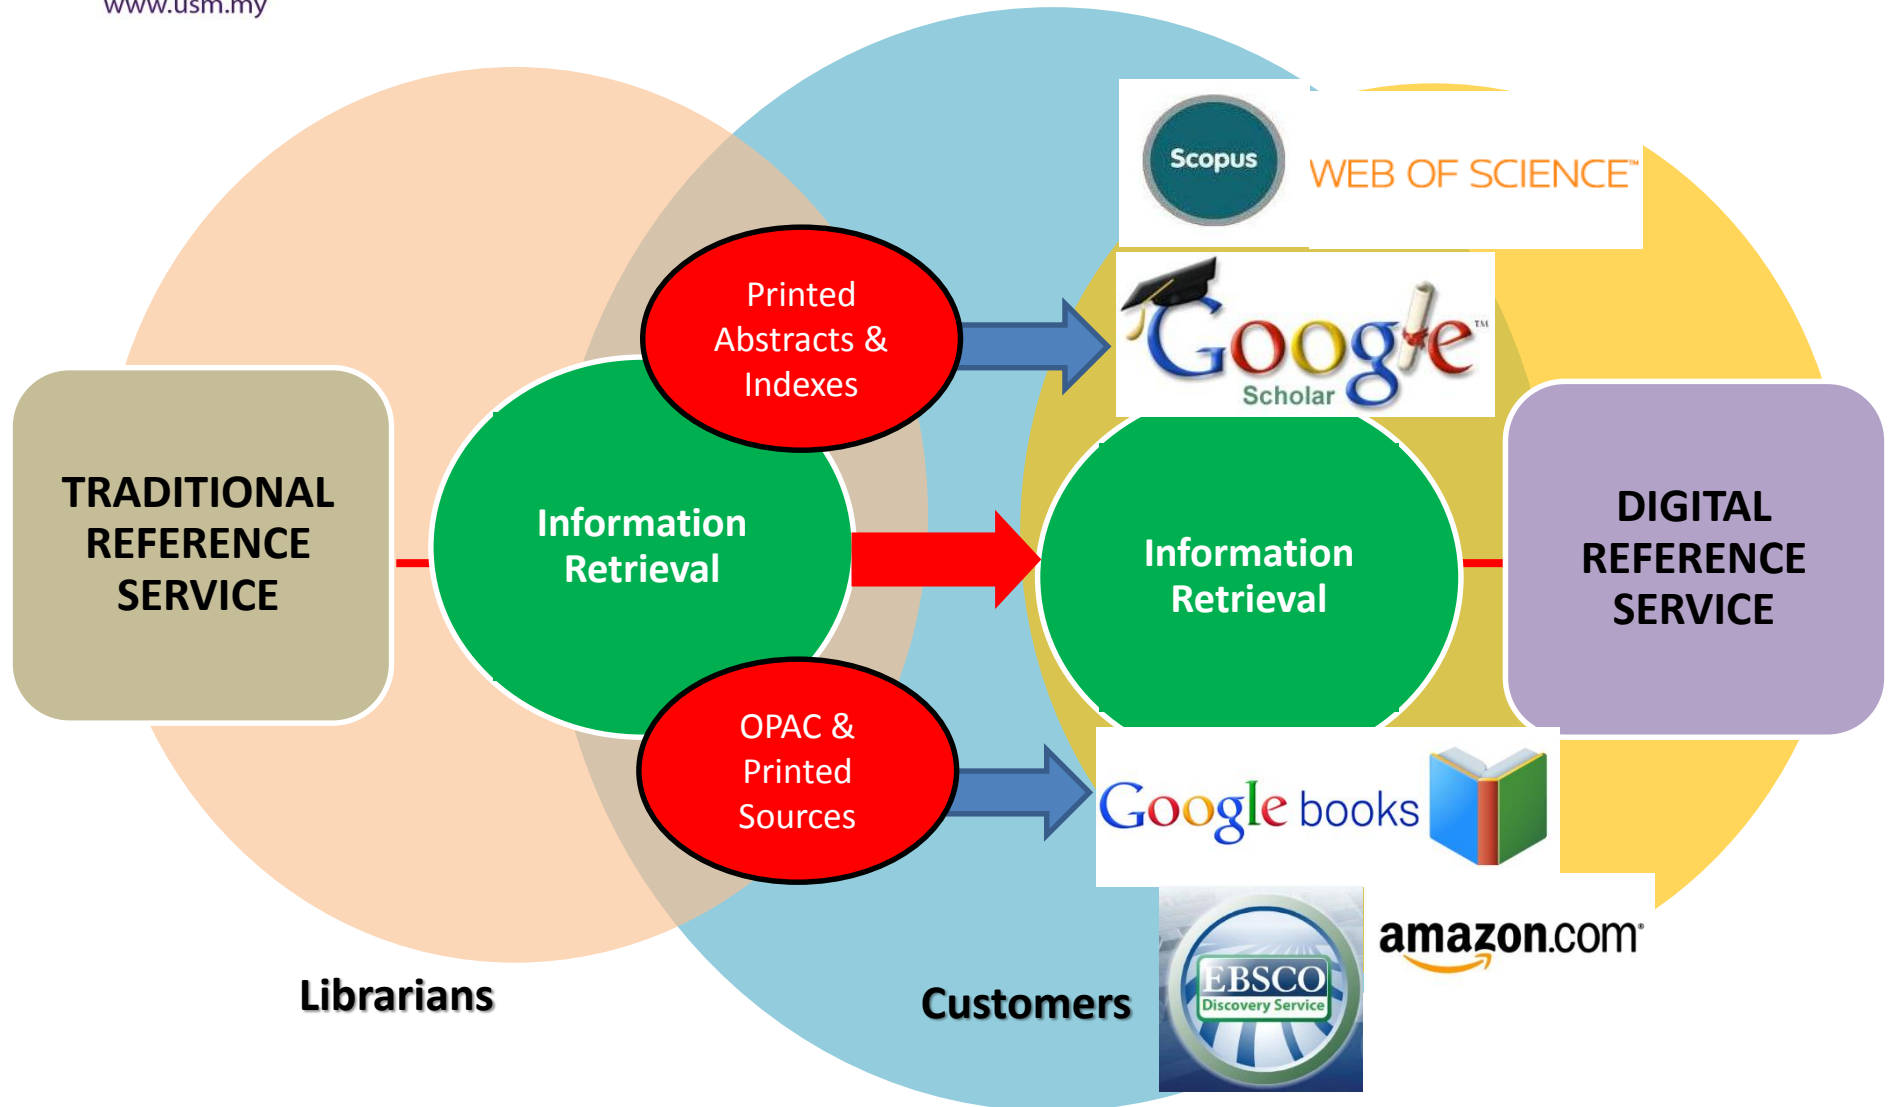 www.usm.my
Scopus
WEB OF SCIENCE™
Printed
Abstracts &
Indexes
Google™
Scholar
TRADITIONAL
REFERENCE
SERVICE
Information
Retrieval
Information
Retrieval
DIGITAL
REFERENCE
SERVICE
OPAC &
Printed
Sources
Google books
amazon.com®
EBSCO
Discovery Service
Librarians
Customers